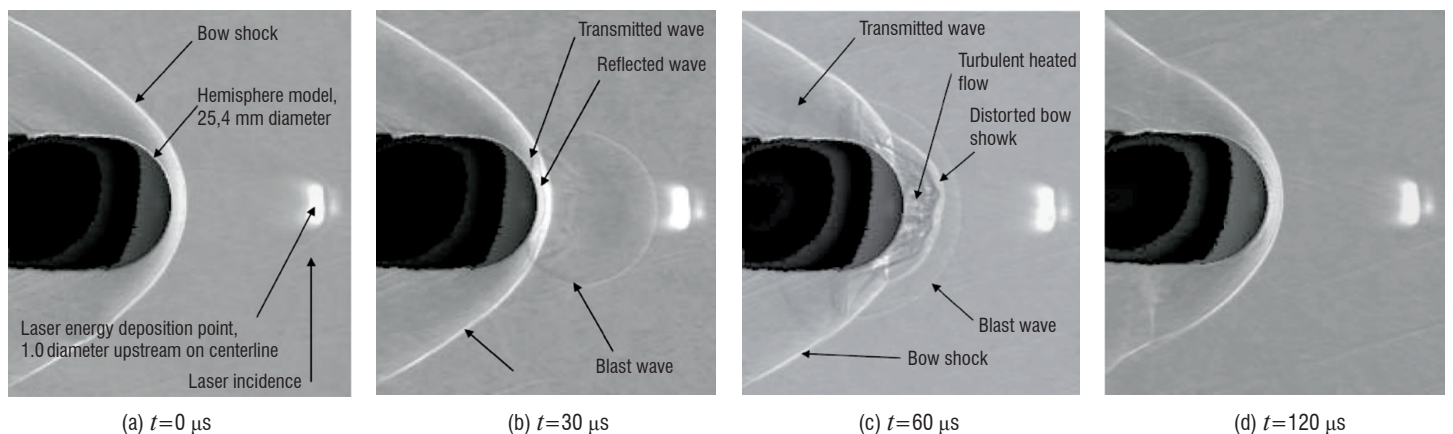 Bow shock
Hemisphere model,
25,4 mm diameter
Laser energy deposition point,
1.0 diameter upstream on centerline
Laser incidence
(a) t=0 μs
Transmitted wave
Reflected wave
Blast wave
(b) t=30 μs
Transmitted wave
Turbulent heated
flow
Distorted bow
showk
Blast wave
Bow shock
(c) t=60 μs
(d) t=120 μs